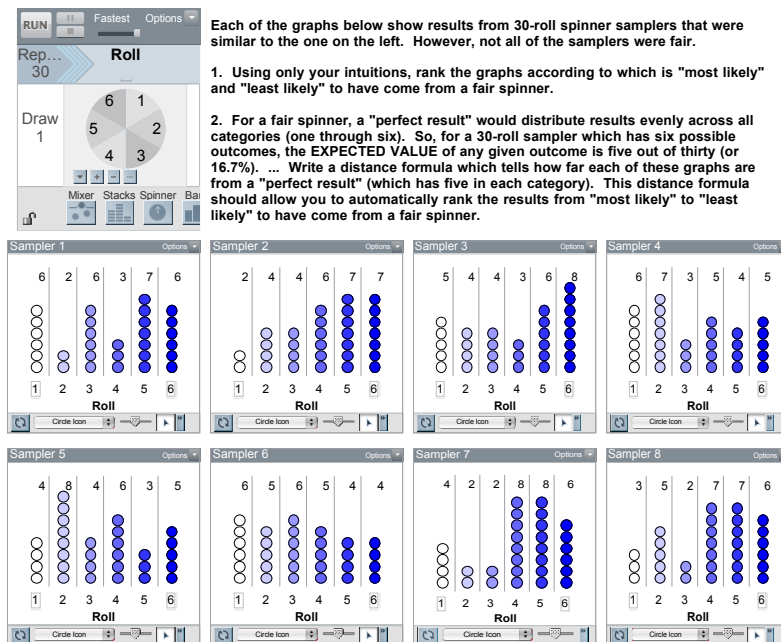 RUN
Fastest
Options
Rep...
30
Roll
Draw
1
6 1
5 2
4 3
Mixer Stacks Spinner Ba
Each of the graphs below show results from 30-roll spinner samplers that were
similar to the one on the left. However, not all of the samplers were fair.
1. Using only your intuitions, rank the graphs according to which is "most likely"
and "least likely" to have come from a fair spinner.
2. For a fair spinner, a "perfect result" would distribute results evenly across all
categories (one through six). So, for a 30-roll sampler which has six possible
outcomes, the EXPECTED VALUE of any given outcome is five out of thirty (or
16.7%). ... Write a distance formula which tells how far each of these graphs are
from a "perfect result" (which has five in each category). This distance formula
should allow you to automatically rank the results from "most likely" to "least
likely" to have come from a fair spinner.
Sampler 1 Options
6 2 6 3 7 6
1 2 3 4 5 6
Roll
Circle Icon
Sampler 2 Options
2 4 4 6 7 7
1 2 3 4 5 6
Roll
Circle Icon
Sampler 3 Options
5 4 4 3 6 8
1 2 3 4 5 6
Roll
Circle Icon
Sampler 4 Options
6 7 3 5 4 5
1 2 3 4 5 6
Roll
Circle Icon
Sampler 5 Options
4 8 4 6 3 5
1 2 3 4 5 6
Roll
Circle Icon
Sampler 6 Options
6 5 6 5 4 4
1 2 3 4 5 6
Roll
Circle Icon
Sampler 7 Options
4 2 2 8 8 6
1 2 3 4 5 6
Roll
Circle Icon
Sampler 8 Options
3 5 2 7 7 6
1 2 3 4 5 6
Roll
Circle Icon